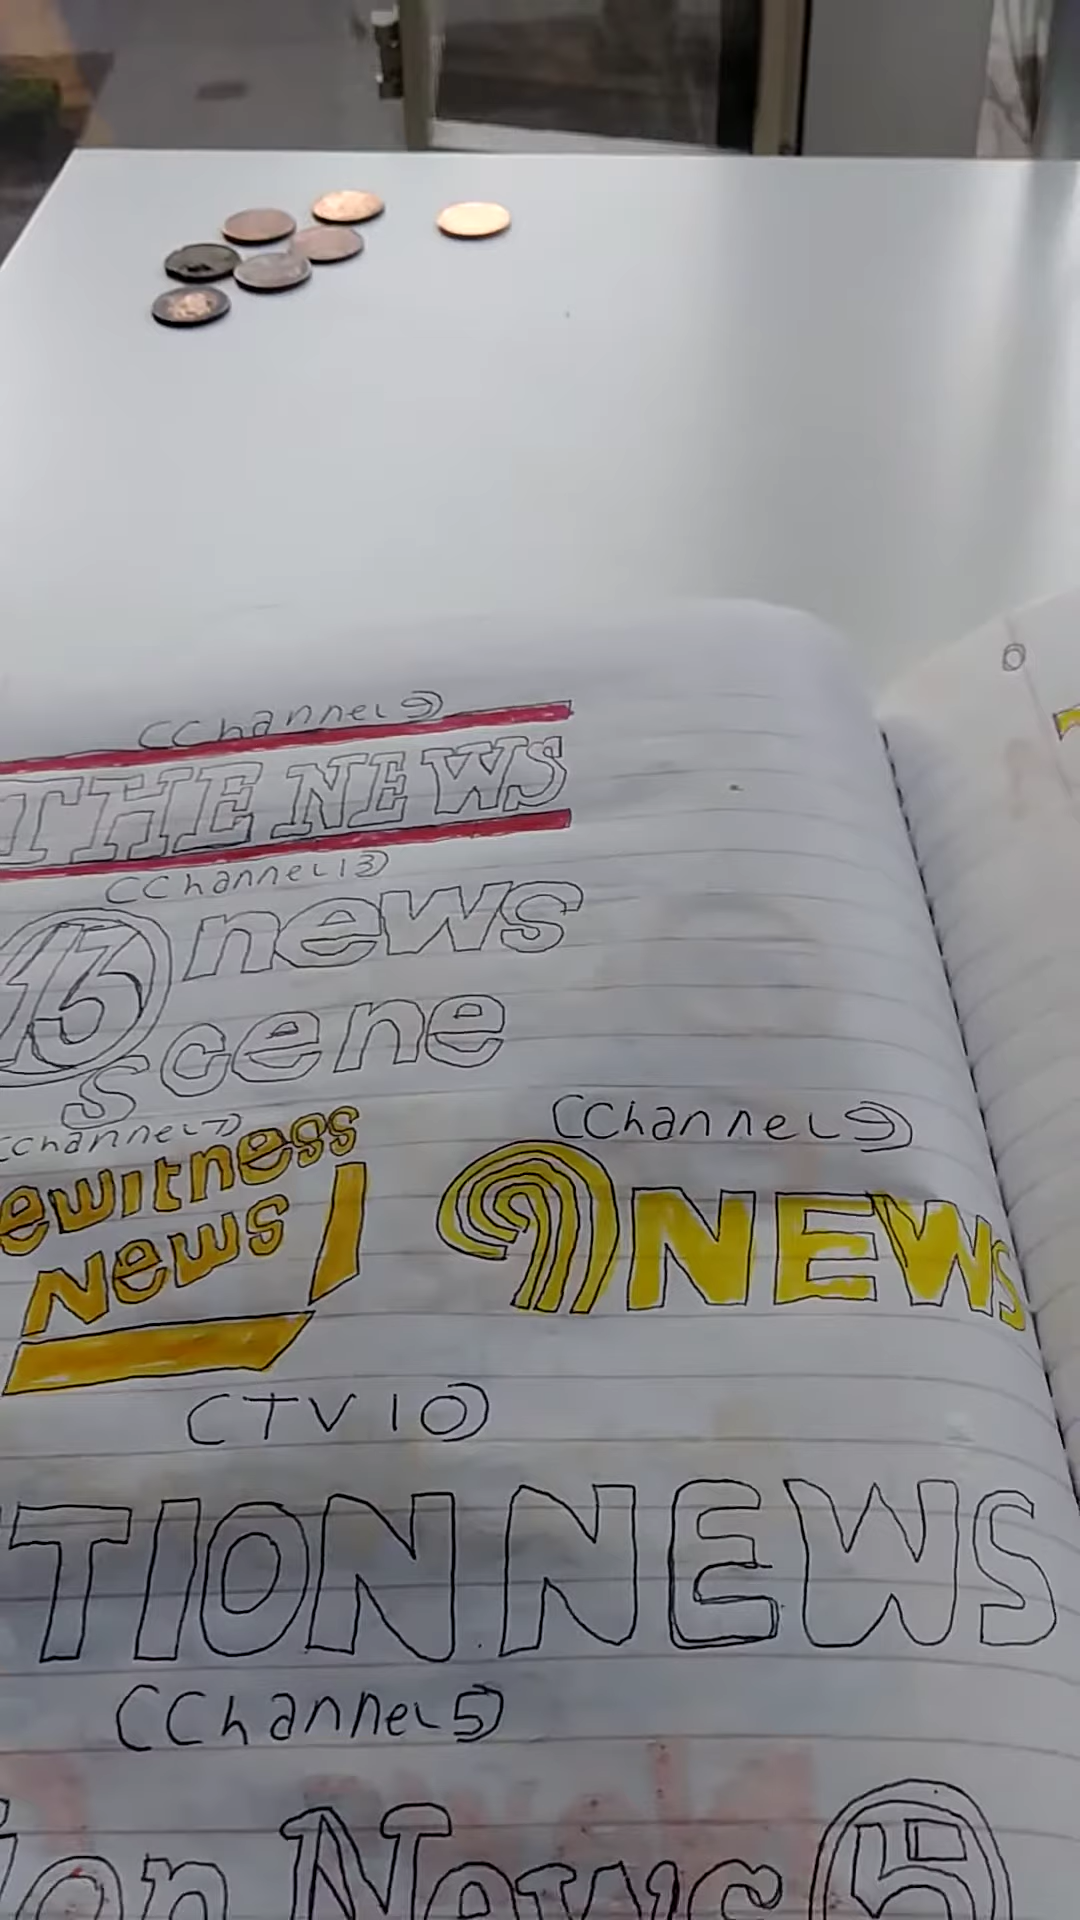 (Channel 9)
THE NEWS
(Channel 13)
13 news
scene
(Channel 7)
ewitness
News
(Channel 9)
9 NEWS
(TV 10)
TION NEWS
(Channel 5)
ion News 5